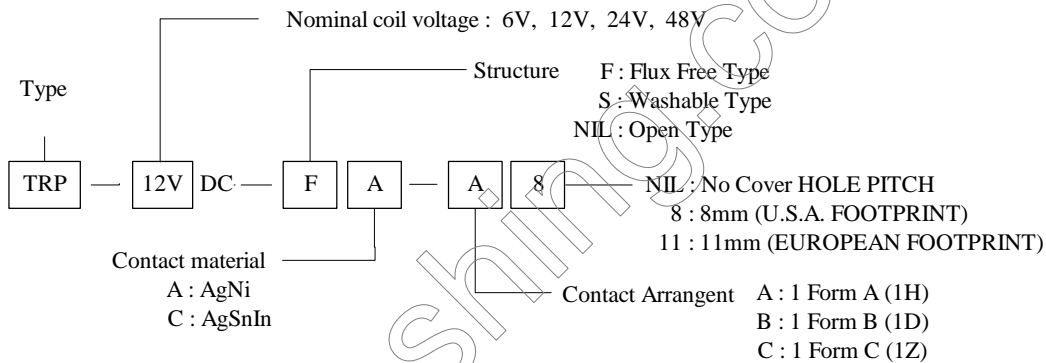 Nominal coil voltage : 6V, 12V, 24V, 48V
Structure
F : Flux Free Type
S : Washable Type
NIL : Open Type
Type
TRP 12V DC F A A 8
NIL : No Cover HOLE PITCH
8 : 8mm (U.S.A. FOOTPRINT)
11 : 11mm (EUROPEAN FOOTPRINT)
Contact material
A : AgNi
C : AgSnIn
Contact Arrangent
A : 1 Form A (1H)
B : 1 Form B (1D)
C : 1 Form C (1Z)
shing.co